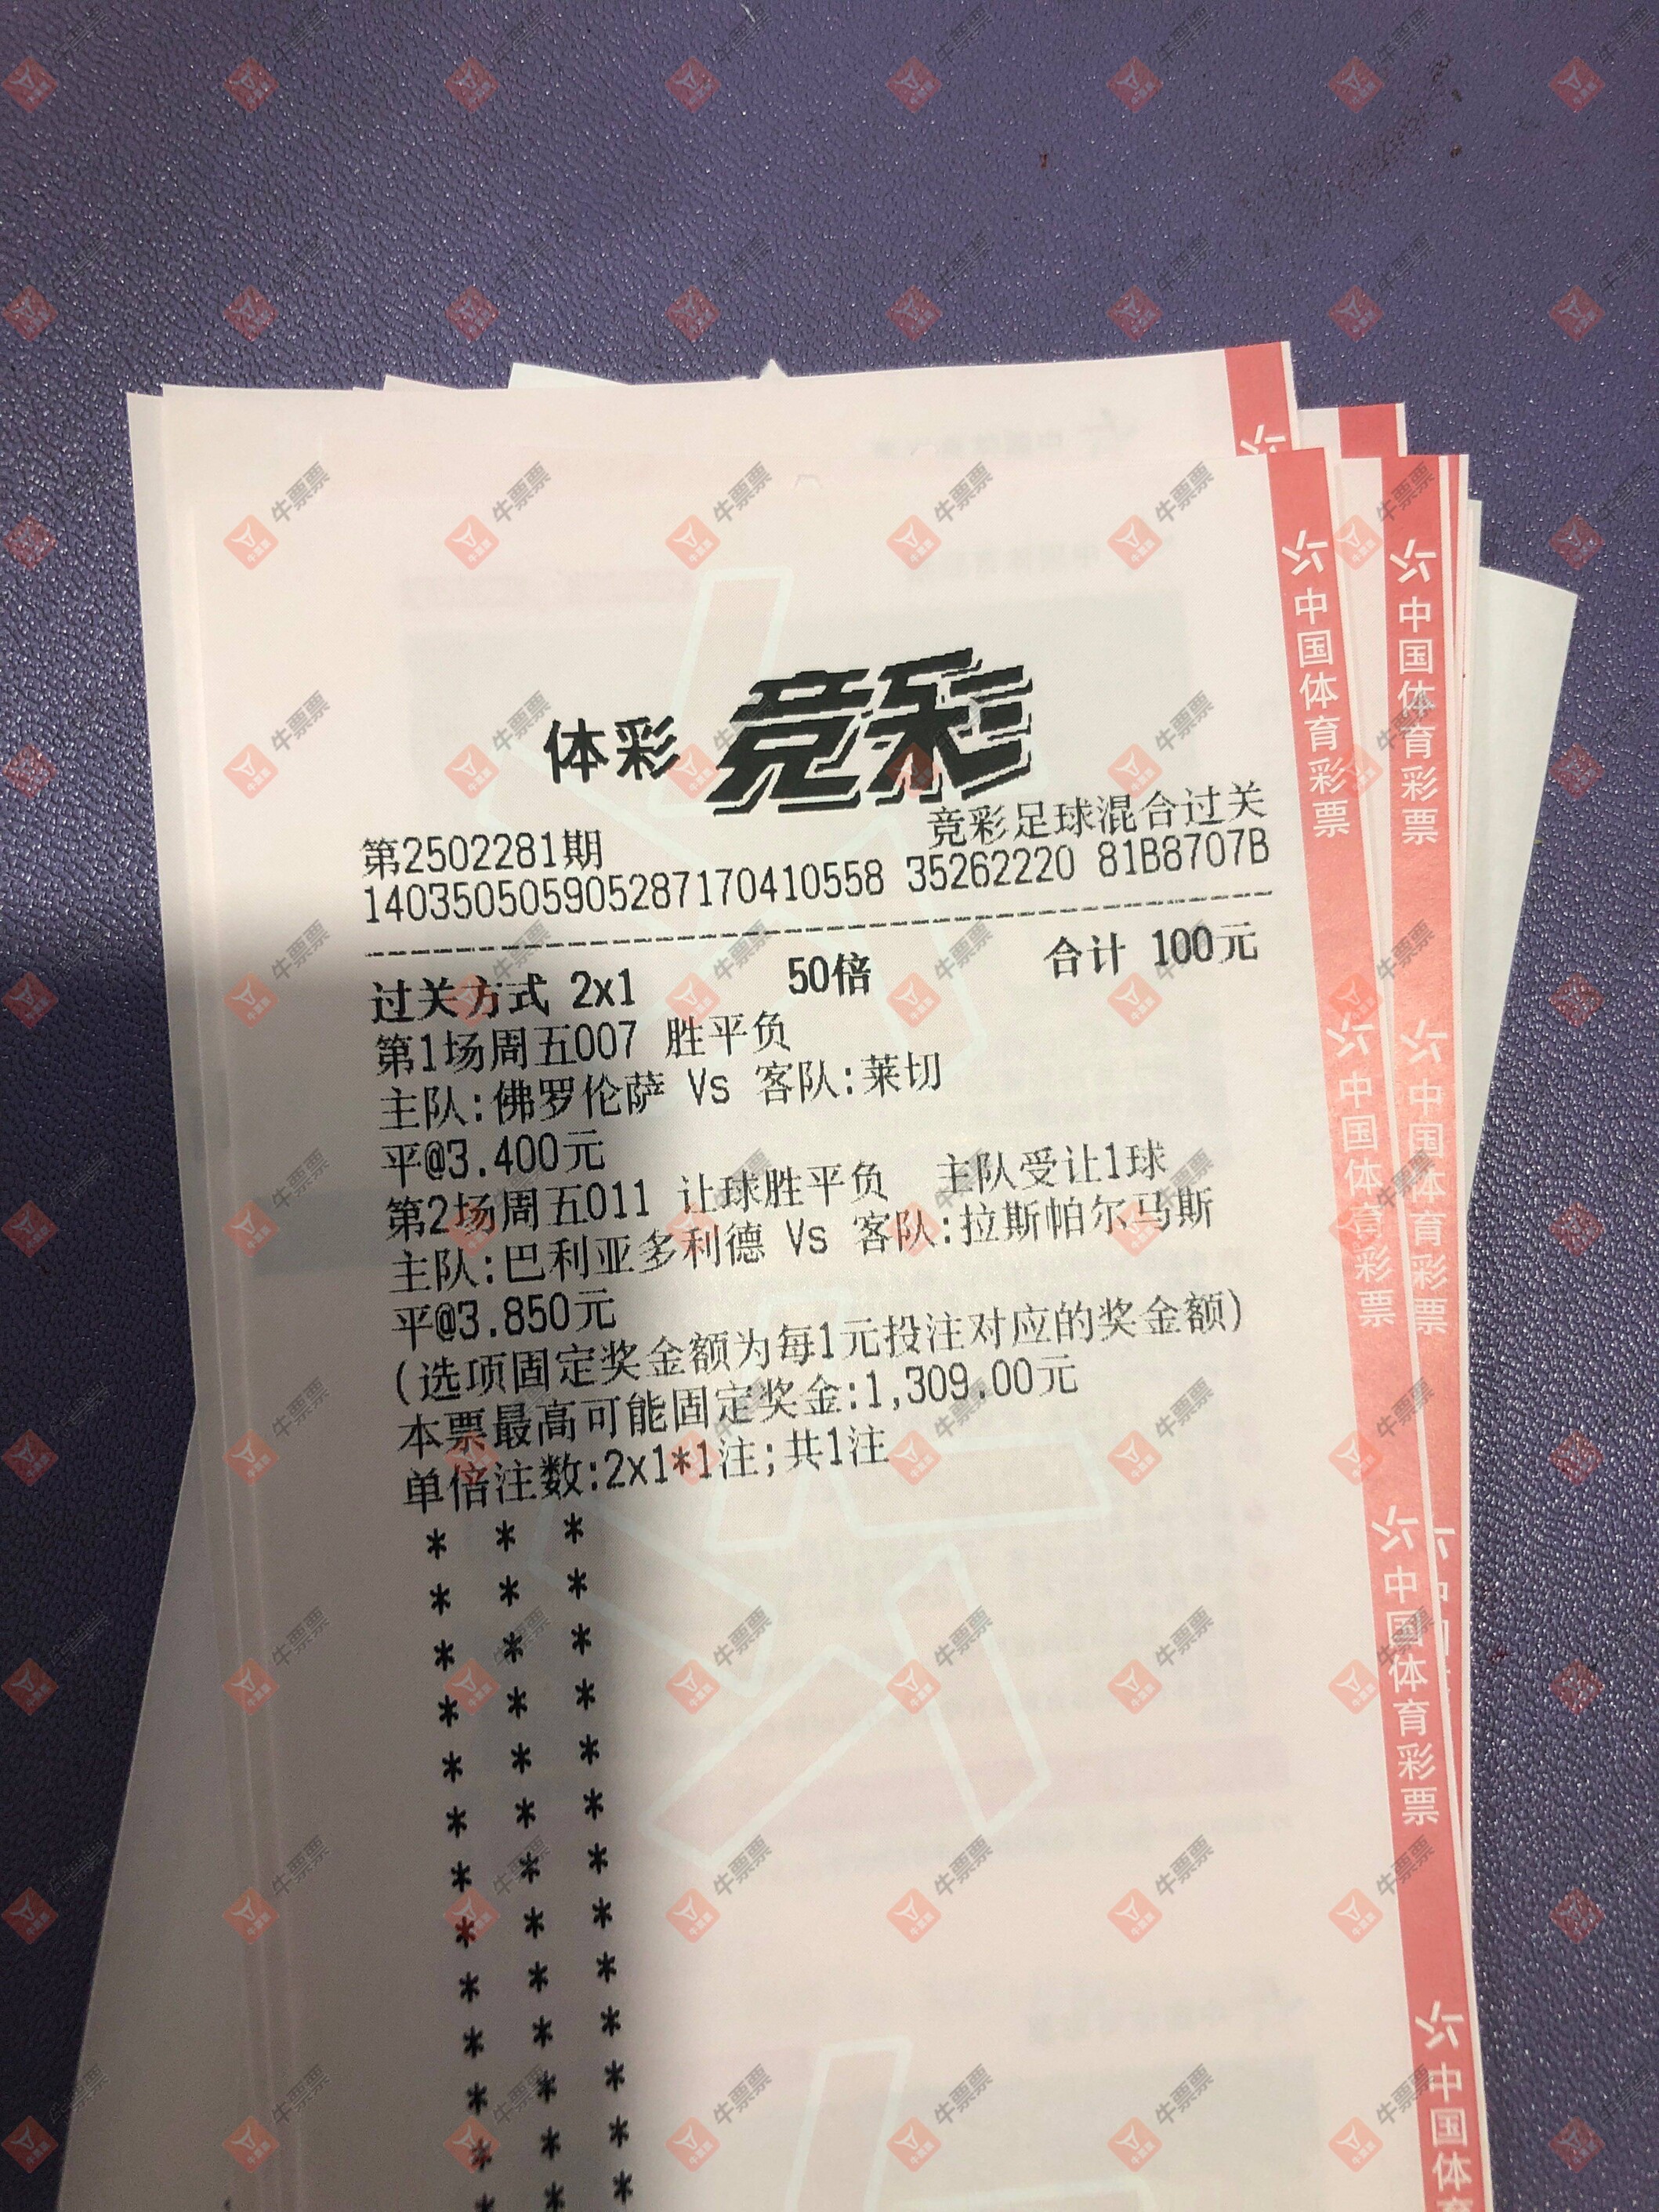 体彩 竞彩
竞彩足球混合过关
第2502281期
140350505905287170410558 35262220 81B8707B
过关方式 2x1 50倍 合计 100元
第1场周五007 胜平负
主队:佛罗伦萨 Vs 客队:莱切
平@3.400元
第2场周五011 让球胜平负 主队受让1球
主队:巴利亚多利德 Vs 客队:拉斯帕尔马斯
平@3.850元
(选项固定奖金额为每1元投注对应的奖金额)
本票最高可能固定奖金:1,309.00元
单倍注数:2x1*1注;共1注
中国体育彩票
中国体育彩票
中国体育彩票
中国体育彩票
中国体育彩票
中国体育
牛票票